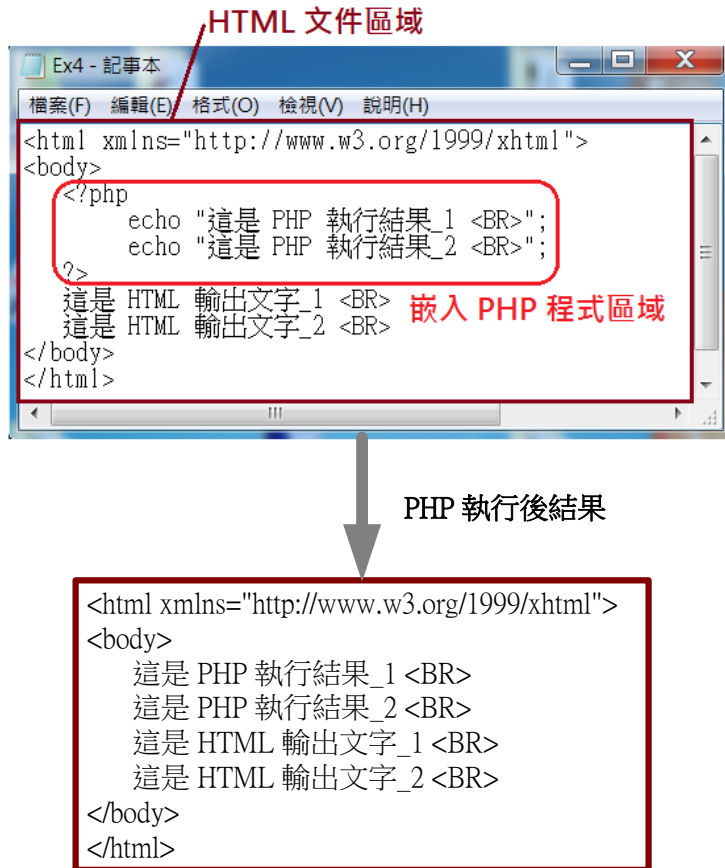 HTML 文件區域
Ex4 - 記事本
檔案(F) 編輯(E) 格式(O) 檢視(V) 說明(H)
<html xmlns="http://www.w3.org/1999/xhtml">
<body>
<?php
echo "這是 PHP 執行結果_1 <BR>";
echo "這是 PHP 執行結果_2 <BR>";
?>
這是 HTML 輸出文字_1 <BR>
這是 HTML 輸出文字_2 <BR>
嵌入 PHP 程式區域
</body>
</html>
PHP 執行後結果
<html xmlns="http://www.w3.org/1999/xhtml">
<body>
這是 PHP 執行結果_1 <BR>
這是 PHP 執行結果_2 <BR>
這是 HTML 輸出文字_1 <BR>
這是 HTML 輸出文字_2 <BR>
</body>
</html>